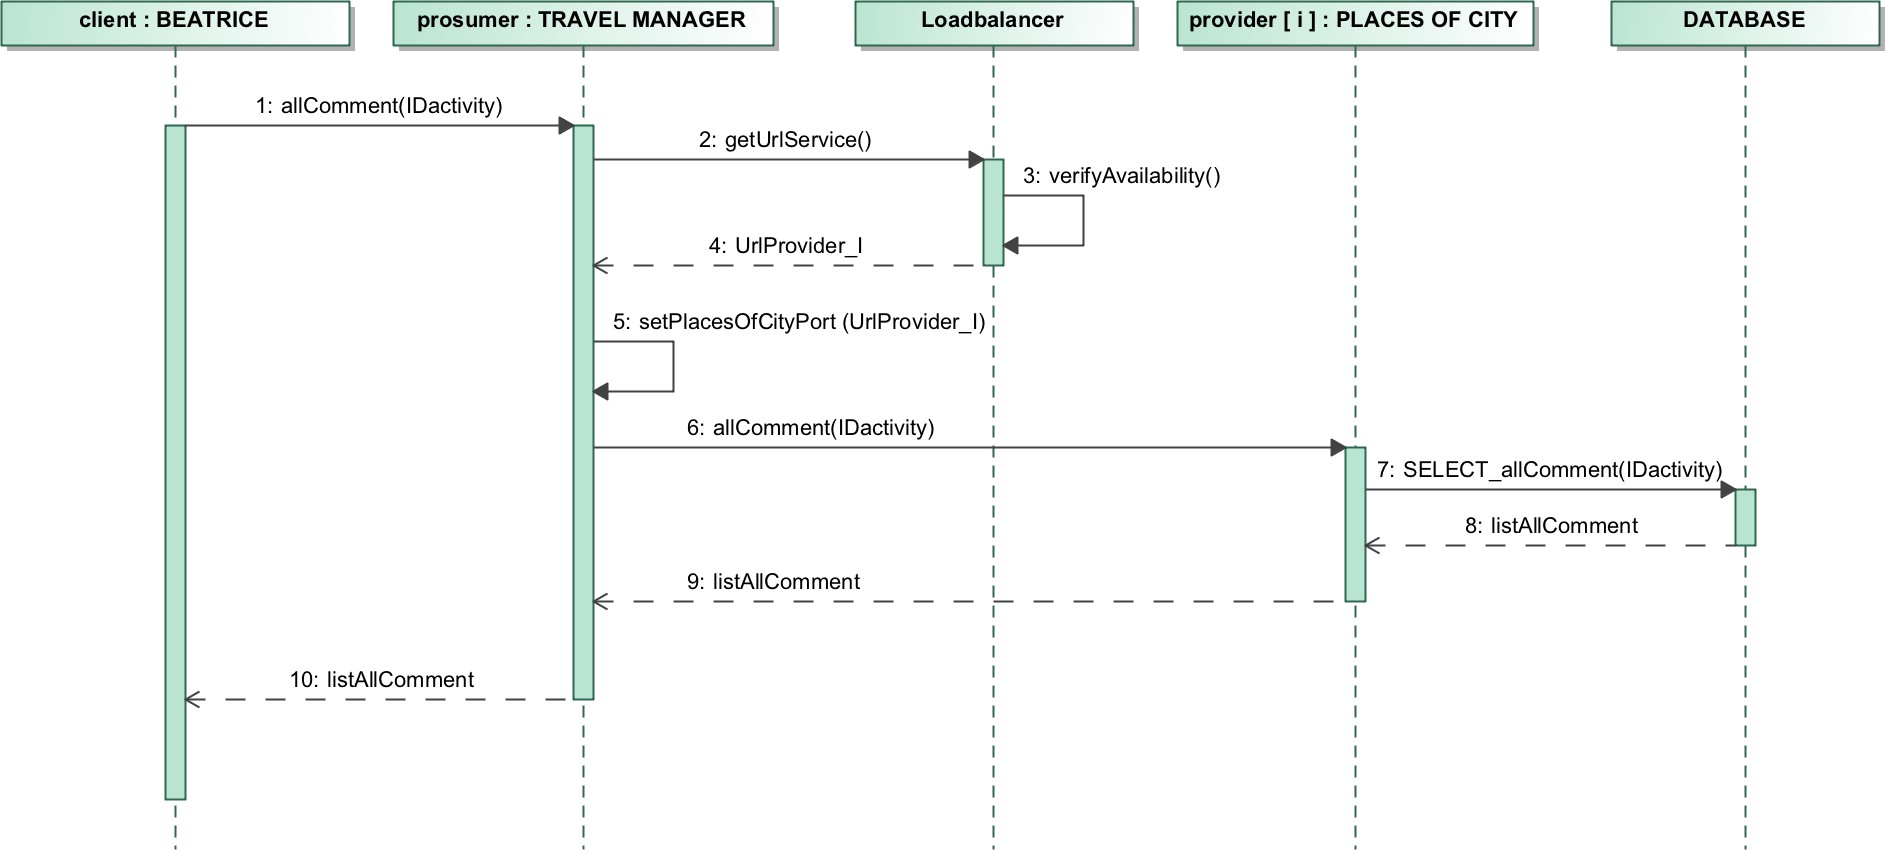 client : BEATRICE
prosumer : TRAVEL MANAGER
Loadbalancer
provider [ i ] : PLACES OF CITY
DATABASE
1: allComment(IDactivity)
2: getUrlService()
3: verifyAvailability()
4: UrlProvider_I
5: setPlacesOfCityPort (UrlProvider_I)
6: allComment(IDactivity)
7: SELECT_allComment(IDactivity)
8: listAllComment
9: listAllComment
10: listAllComment